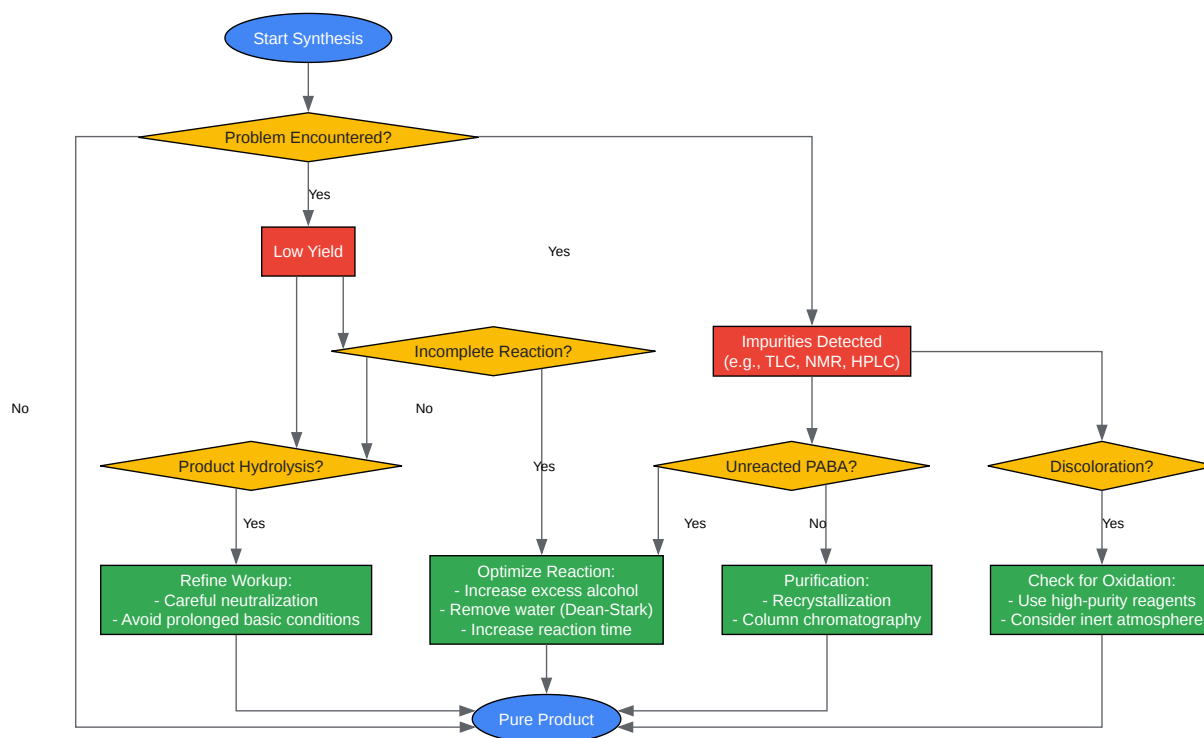 Start Synthesis
Problem Encountered?
Yes
Low Yield
Yes
Impurities Detected
(e.g., TLC, NMR, HPLC)
Incomplete Reaction?
No
No
Product Hydrolysis?
Yes
Unreacted PABA?
Discoloration?
Yes
Yes
No
Yes
Refine Workup:
- Careful neutralization
- Avoid prolonged basic conditions
Optimize Reaction:
- Increase excess alcohol
- Remove water (Dean-Stark)
- Increase reaction time
Purification:
- Recrystallization
- Column chromatography
Check for Oxidation:
- Use high-purity reagents
- Consider inert atmosphere
Pure Product